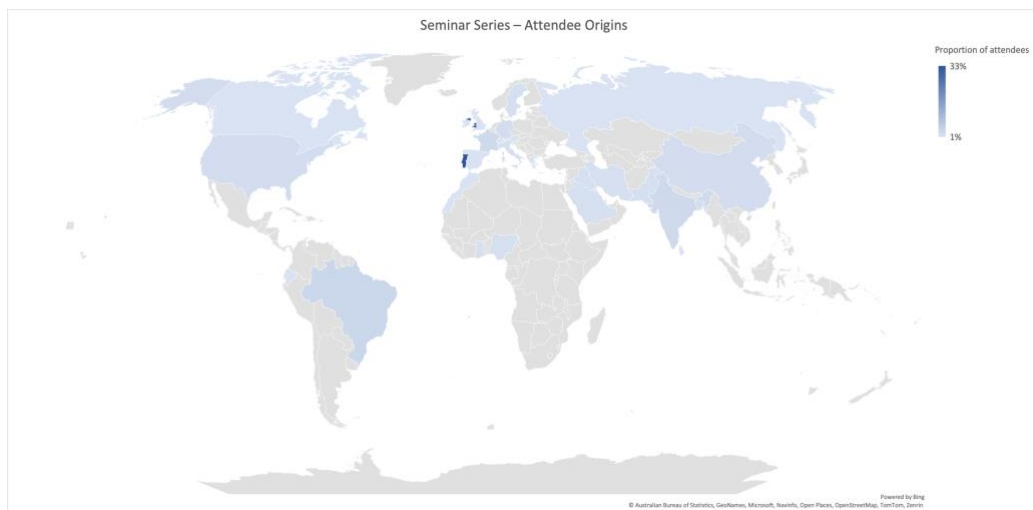 Seminar Series – Attendee Origins
Proportion of attendees
33%
1%
Powered by Bing
© Australian Bureau of Statistics, GeoNames, Microsoft, Navinfo, Open Places, OpenStreetMap, TomTom, Zenrin